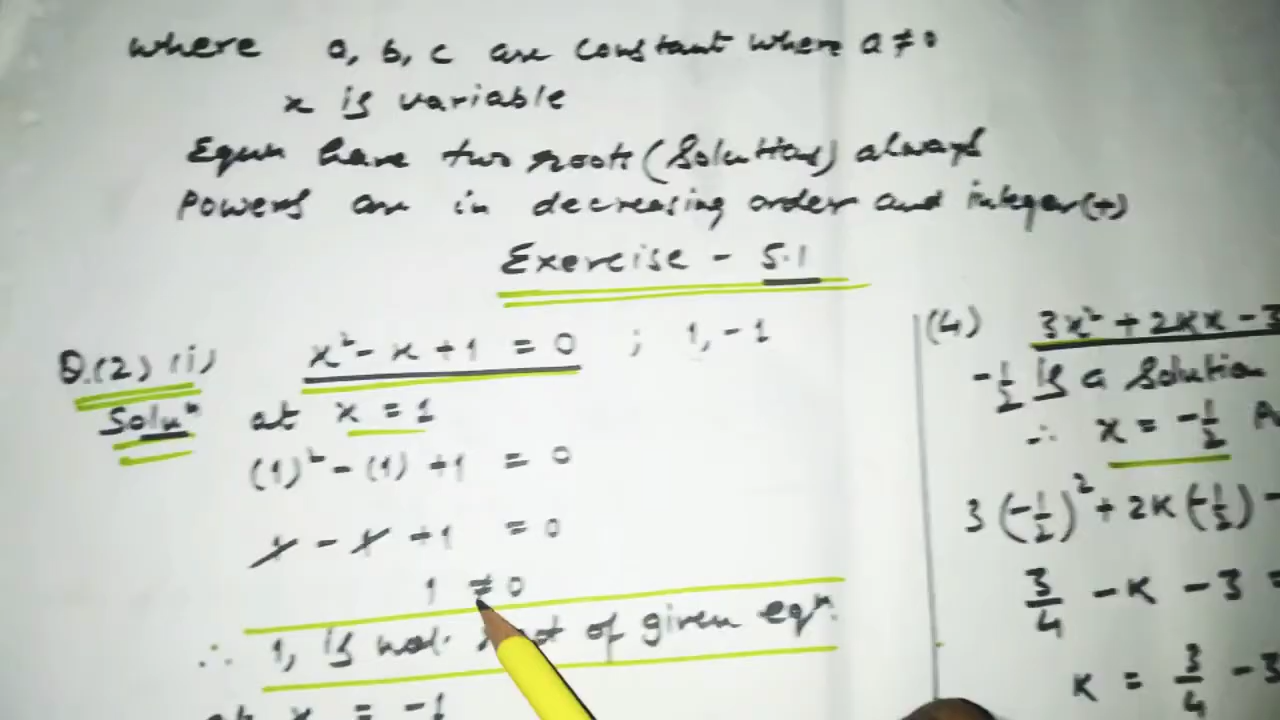 where a, b, c are constant where a ≠ 0
x is variable
Equn have two roots (Solutions) always
Powers are in decreasing order and integer (+)
Exercise - 5.1
Q.(2) (i) x² - x + 1 = 0 ; 1, -1
Soluⁿ at x = 1
(1)² - (1) + 1 = 0
1 - 1 + 1 = 0
1 ≠ 0
∴ 1, is not root of given eqⁿ.
at x = -1
(4) 3x² + 2kx - 3
-1/2 is a Solution
∴ x = -1/2
3(-1/2)² + 2k(-1/2) -
3/4 - k - 3 =
k = 3/4 - 3